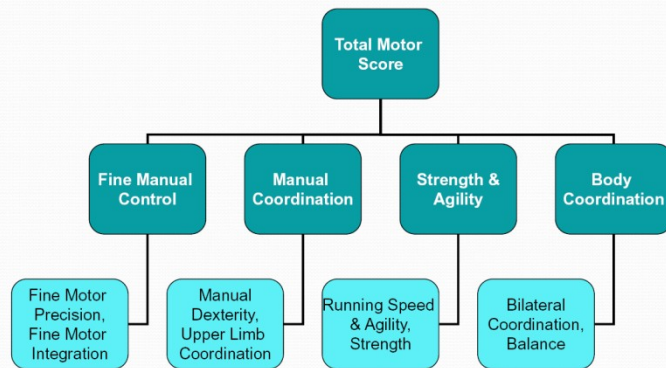 Total Motor
Score
Fine Manual
Control
Manual
Coordination
Strength &
Agility
Body
Coordination
Fine Motor
Precision,
Fine Motor
Integration
Manual
Dexterity,
Upper Limb
Coordination
Running Speed
& Agility,
Strength
Bilateral
Coordination,
Balance